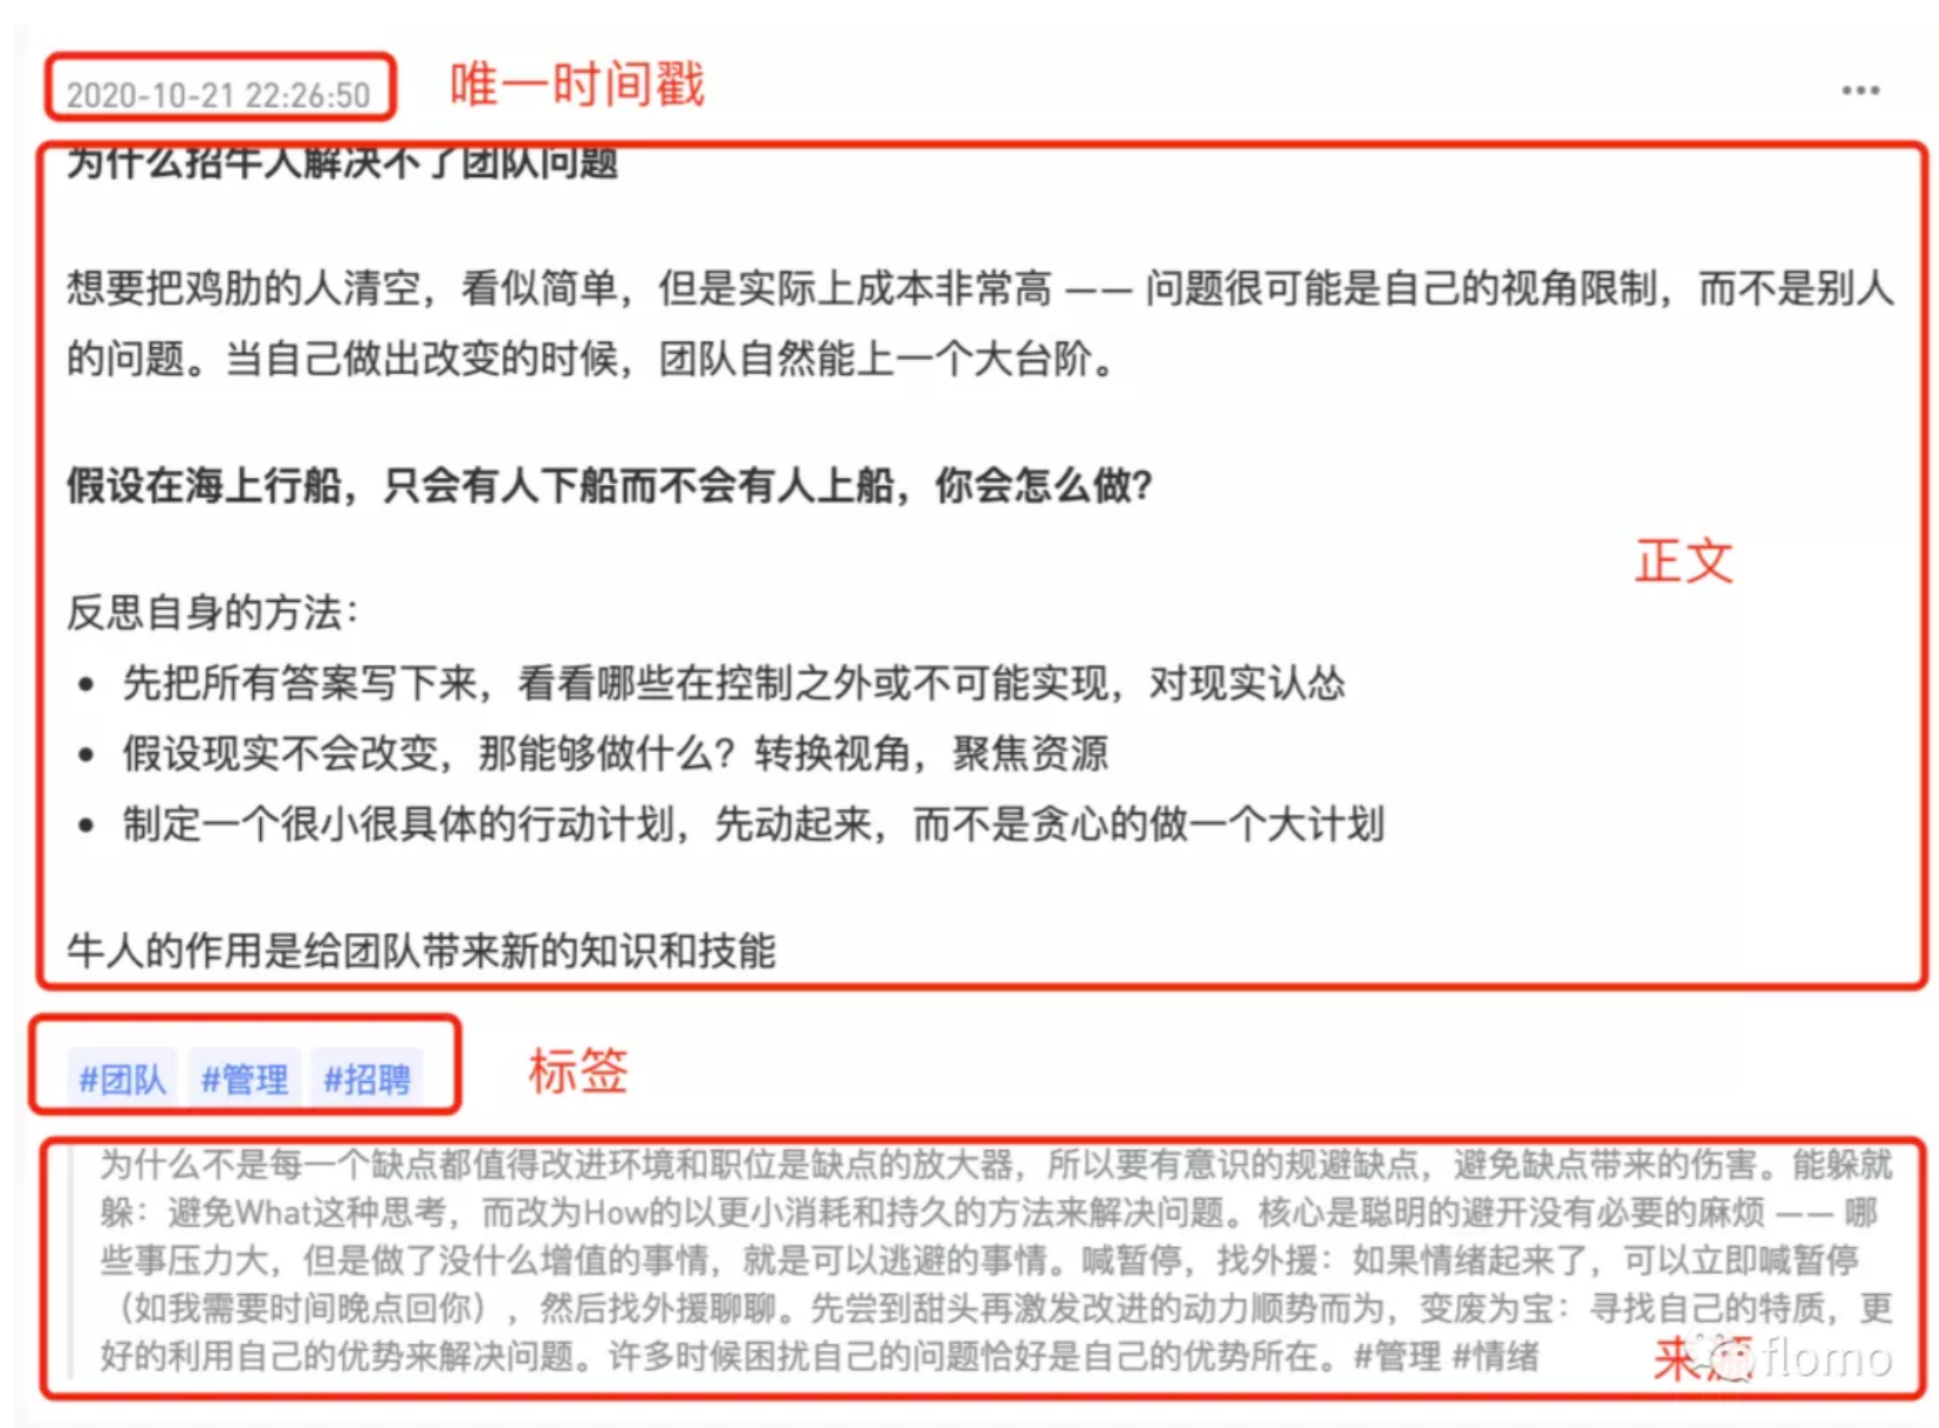 2020-10-21 22:26:50 唯一时间戳
为什么招牛人解决不了团队问题
想要把鸡肋的人清空，看似简单，但是实际上成本非常高 —— 问题很可能是自己的视角限制，而不是别人
的问题。当自己做出改变的时候，团队自然能上一个大台阶。
假设在海上行船，只会有人下船而不会有人上船，你会怎么做？
正文
反思自身的方法：
• 先把所有答案写下来，看看哪些在控制之外或不可能实现，对现实认怂
• 假设现实不会改变，那能够做什么？转换视角，聚焦资源
• 制定一个很小很具体的行动计划，先动起来，而不是贪心的做一个大计划
牛人的作用是给团队带来新的知识和技能
#团队 #管理 #招聘 标签
为什么不是每一个缺点都值得改进环境和职位是缺点的放大器，所以要有意识的规避缺点，避免缺点带来的伤害。能躲就
躲：避免What这种思考，而改为How的以更小消耗和持久的方法来解决问题。核心是聪明的避开没有必要的麻烦 —— 哪
些事压力大，但是做了没什么增值的事情，就是可以逃避的事情。喊暂停，找外援：如果情绪起来了，可以立即喊暂停
（如我需要时间晚点回你），然后找外援聊聊。先尝到甜头再激发改进的动力顺势而为，变废为宝：寻找自己的特质，更
好的利用自己的优势来解决问题。许多时候困扰自己的问题恰好是自己的优势所在。#管理 #情绪
来源 flomo